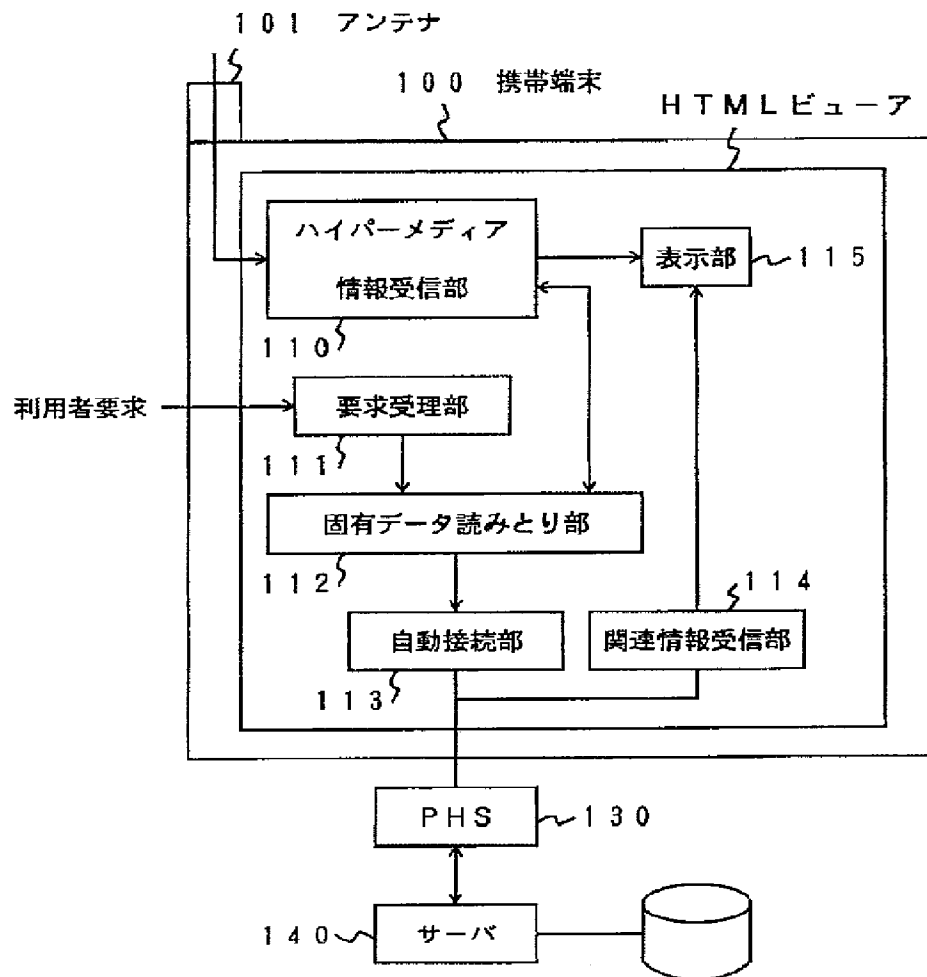 101 アンテナ
100 携帯端末
HTMLビューア
ハイパーメディア
情報受信部
110
表示部
115
利用者要求
要求受理部
111
固有データ読みとり部
112
114
自動接続部
関連情報受信部
113
PHS
130
140
サーバ